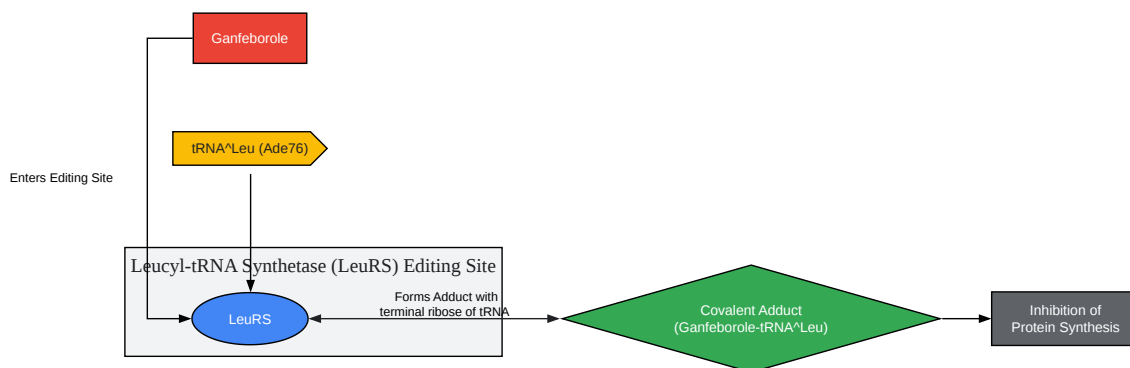 Ganfeborole
tRNA^Leu (Ade76)
Enters Editing Site
Leucyl-tRNA Synthetase (LeuRS) Editing Site
LeuRS
Forms Adduct with
terminal ribose of tRNA
Covalent Adduct
(Ganfeborole-tRNA^Leu)
Inhibition of
Protein Synthesis